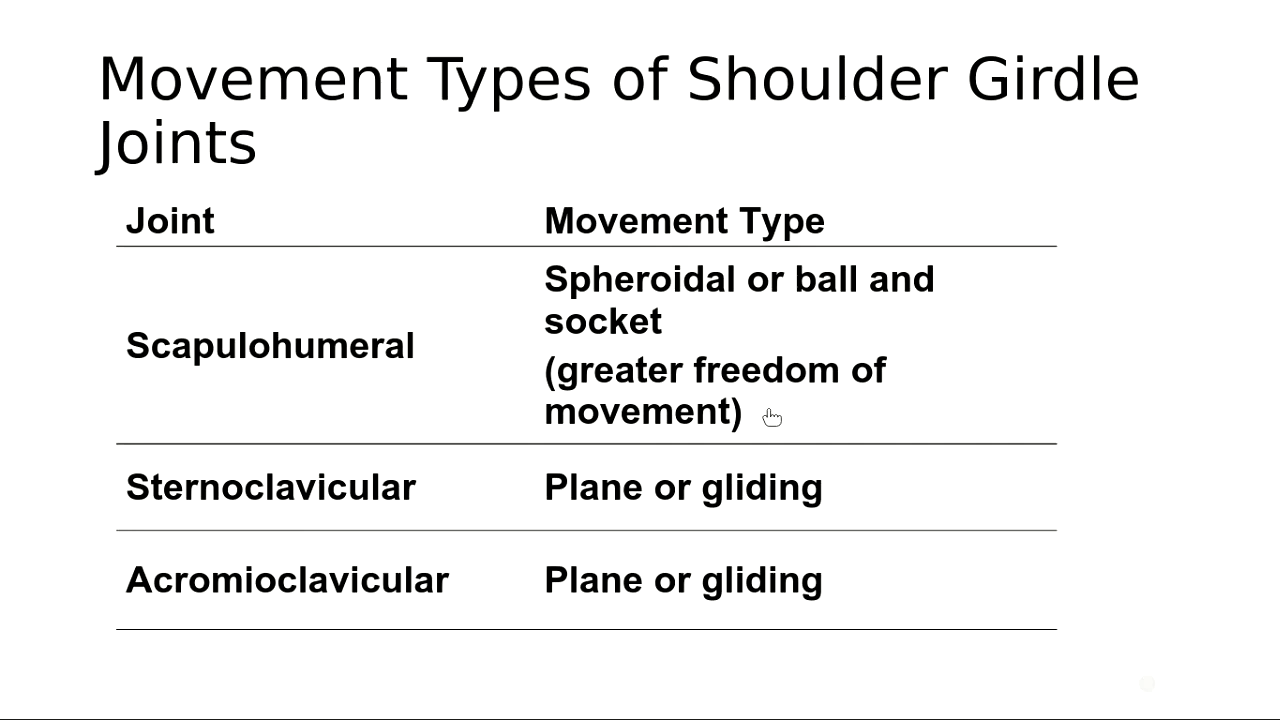 Movement Types of Shoulder Girdle
Joints
Joint
Movement Type
Scapulohumeral
Spheroidal or ball and
socket
(greater freedom of
movement)
Sternoclavicular
Plane or gliding
Acromioclavicular
Plane or gliding